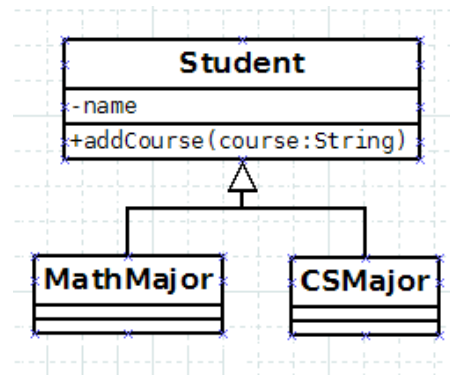 Student
-name
+addCourse(course:String)
MathMajor
CSMajor